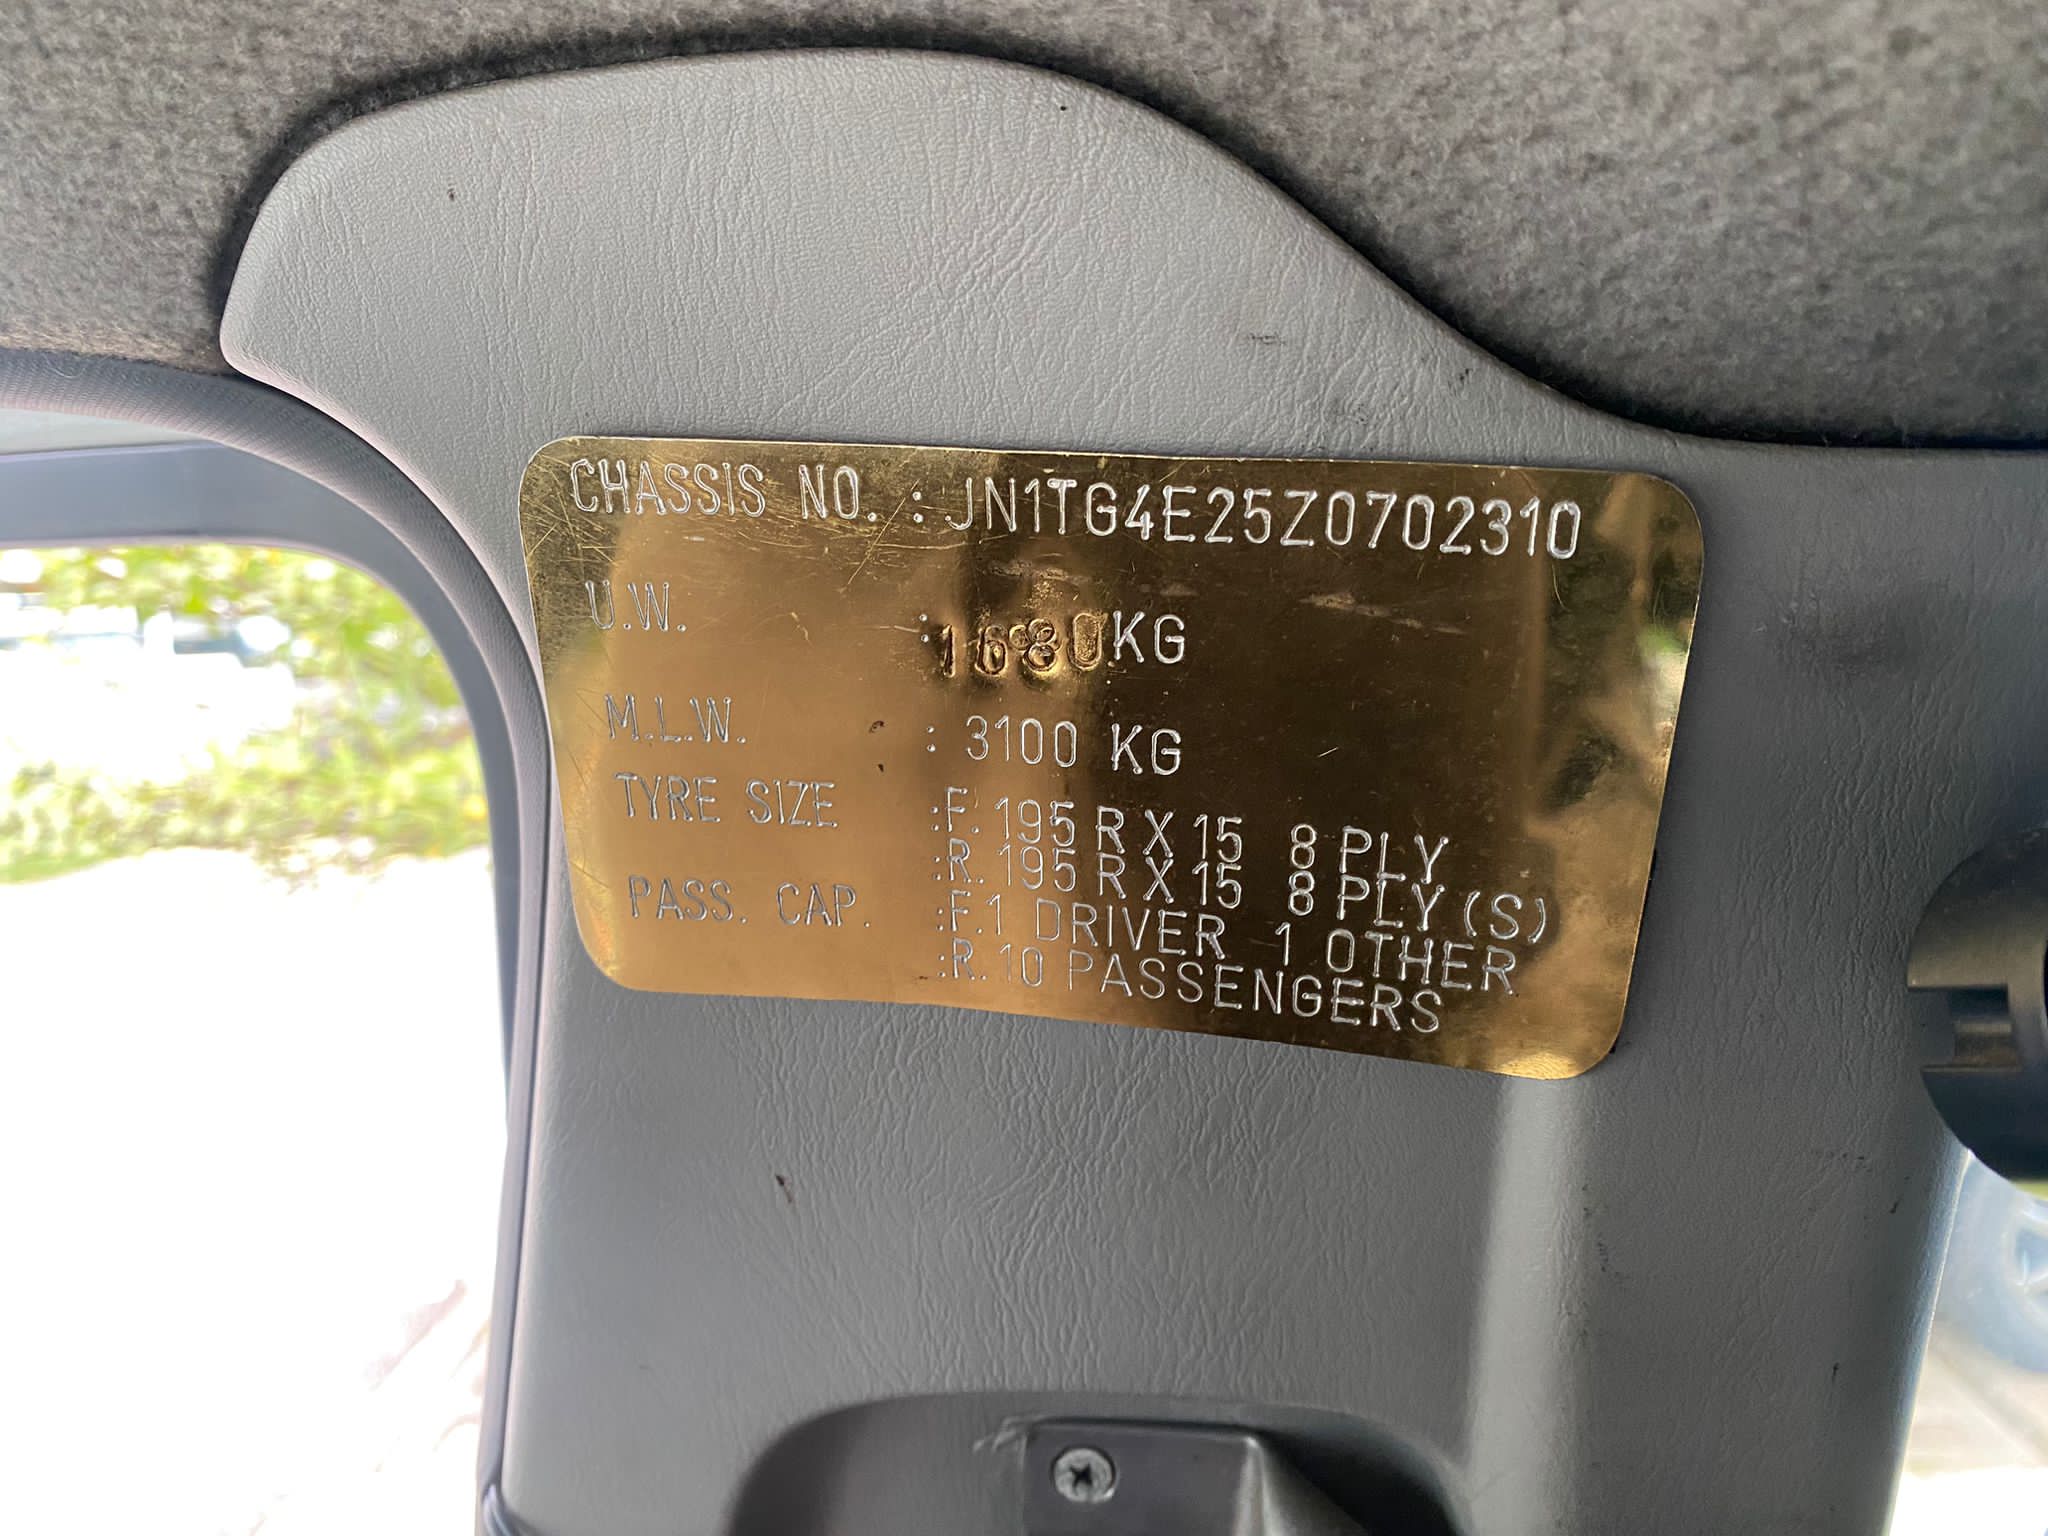 CHASSIS NO. : JN1TG4E25Z0702310
U.W. : 1680KG
M.L.W. : 3100 KG
TYRE SIZE :F. 195 R X 15 8 PLY
:R. 195 R X 15 8 PLY (S)
PASS. CAP. :F.1 DRIVER 1 OTHER
:R.10 PASSENGERS